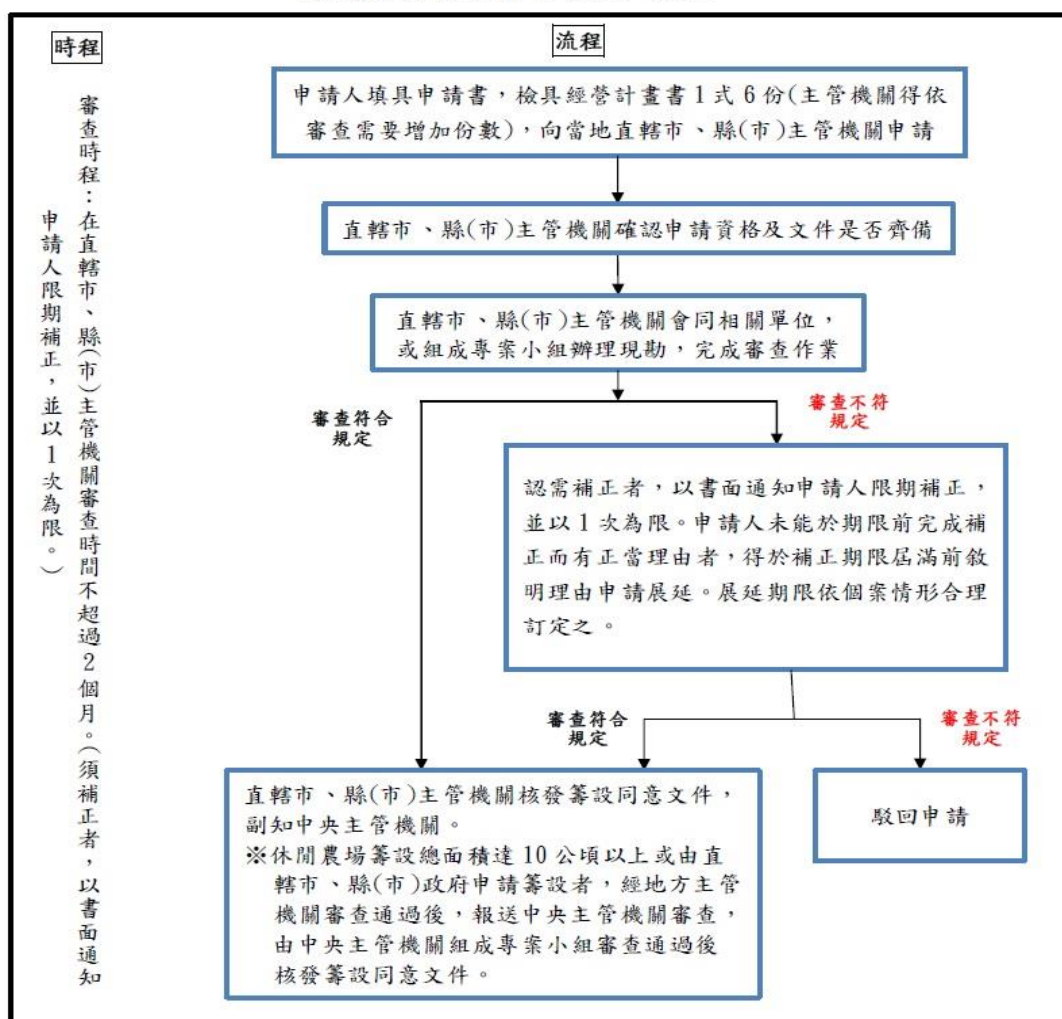 時程
審查時程：在直轄市、縣(市)主管機關審查時間不超過2個月。(須補正者，以書面通知
申請人限期補正，並以1次為限。)
流程
申請人填具申請書，檢具經營計畫書1式6份(主管機關得依
審查需要增加份數)，向當地直轄市、縣(市)主管機關申請
直轄市、縣(市)主管機關確認申請資格及文件是否齊備
直轄市、縣(市)主管機關會同相關單位，
或組成專案小組辦理現勘，完成審查作業
審查符合
規定
審查不符
規定
認需補正者，以書面通知申請人限期補正，
並以1次為限。申請人未能於期限前完成補
正而有正當理由者，得於補正期限屆滿前敘
明理由申請展延。展延期限依個案情形合理
訂定之。
審查符合
規定
審查不符
規定
直轄市、縣(市)主管機關核發籌設同意文件，
副知中央主管機關。
※休閒農場籌設總面積達10公頃以上或由直
轄市、縣(市)政府申請籌設者，經地方主管
機關審查通過後，報送中央主管機關審查，
由中央主管機關組成專案小組審查通過後
核發籌設同意文件。
駁回申請